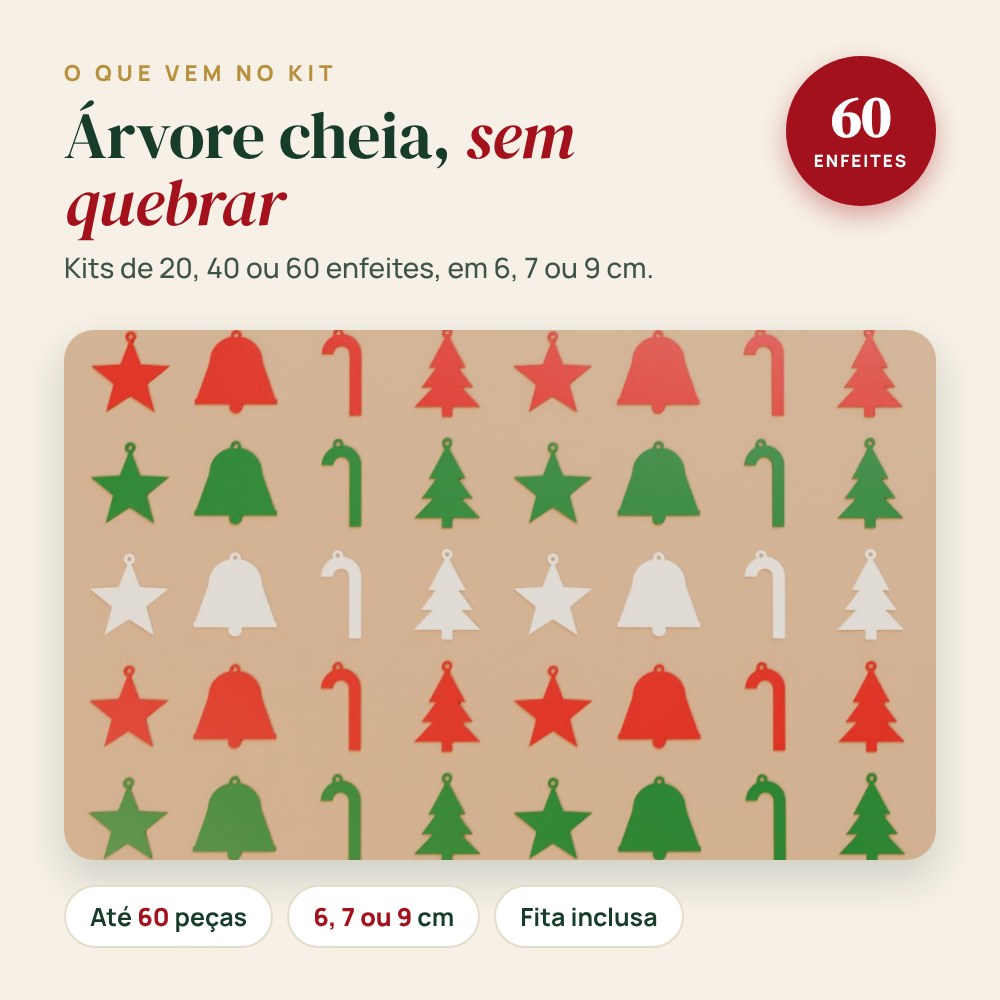 O QUE VEM NO KIT
Árvore cheia, sem
quebrar
Kits de 20, 40 ou 60 enfeites, em 6, 7 ou 9 cm.
60
ENFEITES
Até 60 peças
6, 7 ou 9 cm
Fita inclusa